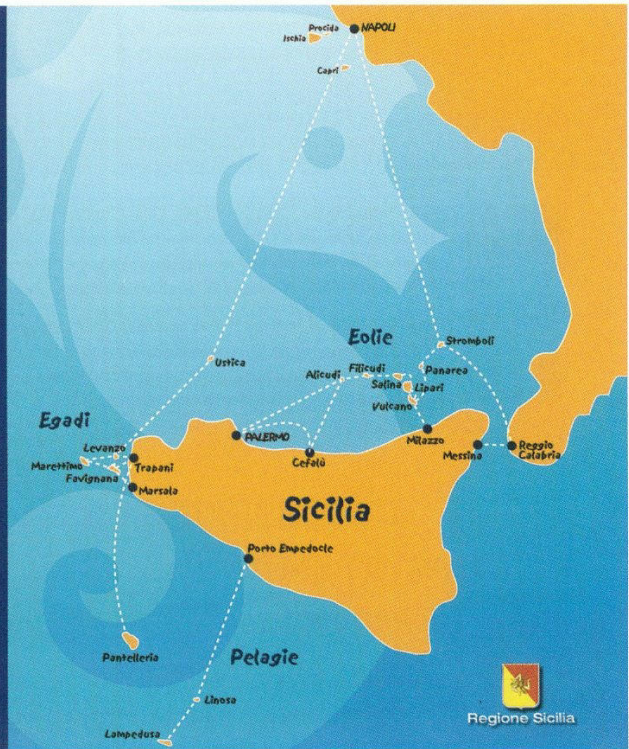 Procida
NAPOLI
Ischia
Capri
Eolie
Stromboli
Ustica
Alicudi
Filicudi
Panarea
Salina
Lipari
Vulcano
Egadi
PALERMO
Milazzo
Levanzo
Messina
Reggio
Calabria
Marettimo
Trapani
Cefalù
Favignana
Marsala
Sicilia
Porto Empedocle
Pantelleria
Pelagie
Linosa
Lampedusa
Regione Sicilia